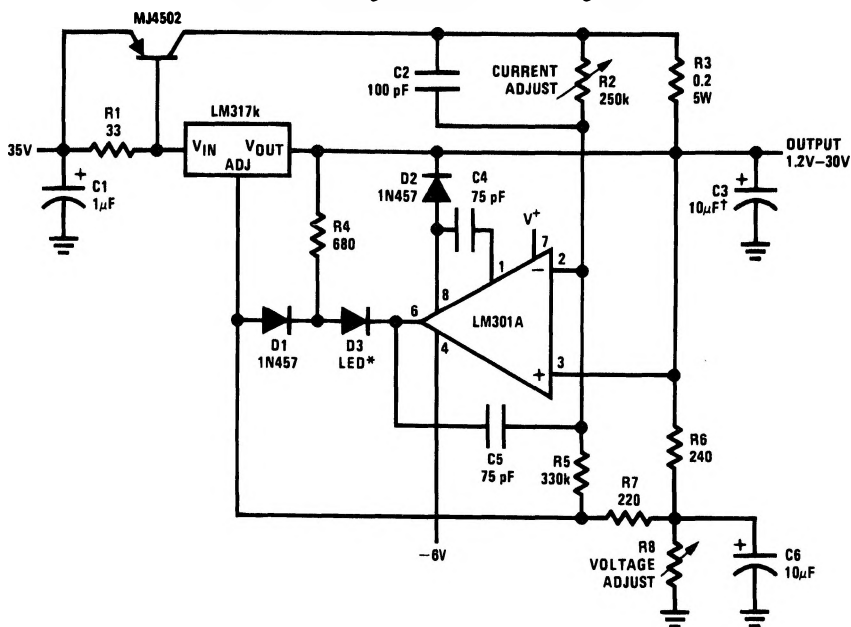 MJ4502
C2
100 pF
CURRENT
ADJUST
R2
250k
R3
0.2
5W
R1
33
LM317k
35V
VIN
VOUT
ADJ
OUTPUT
1.2V–30V
C1
1μF
D2
1N457
C4
75 pF
C3
10μF†
V+
7
R4
680
1
2
8
−
6
LM301A
D1
1N457
D3
LED*
4
+
3
C5
75 pF
R5
330k
R6
240
R7
220
−6V
R8
VOLTAGE
ADJUST
C6
10μF